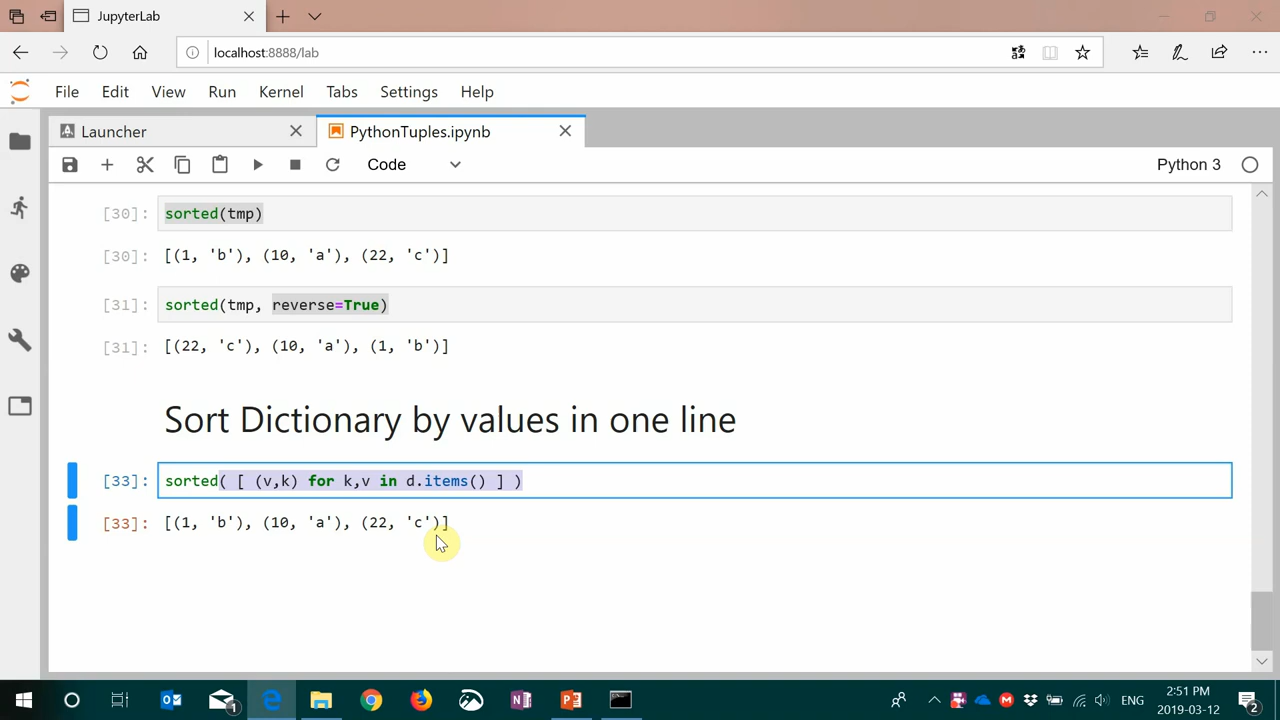 JupyterLab
localhost:8888/lab
File Edit View Run Kernel Tabs Settings Help
Launcher PythonTuples.ipynb
Code Python 3
[30]: sorted(tmp)
[30]: [(1, 'b'), (10, 'a'), (22, 'c')]
[31]: sorted(tmp, reverse=True)
[31]: [(22, 'c'), (10, 'a'), (1, 'b')]
Sort Dictionary by values in one line
[33]: sorted( [ (v,k) for k,v in d.items() ] )
[33]: [(1, 'b'), (10, 'a'), (22, 'c')]
ENG 2:51 PM
2019-03-12
1
2